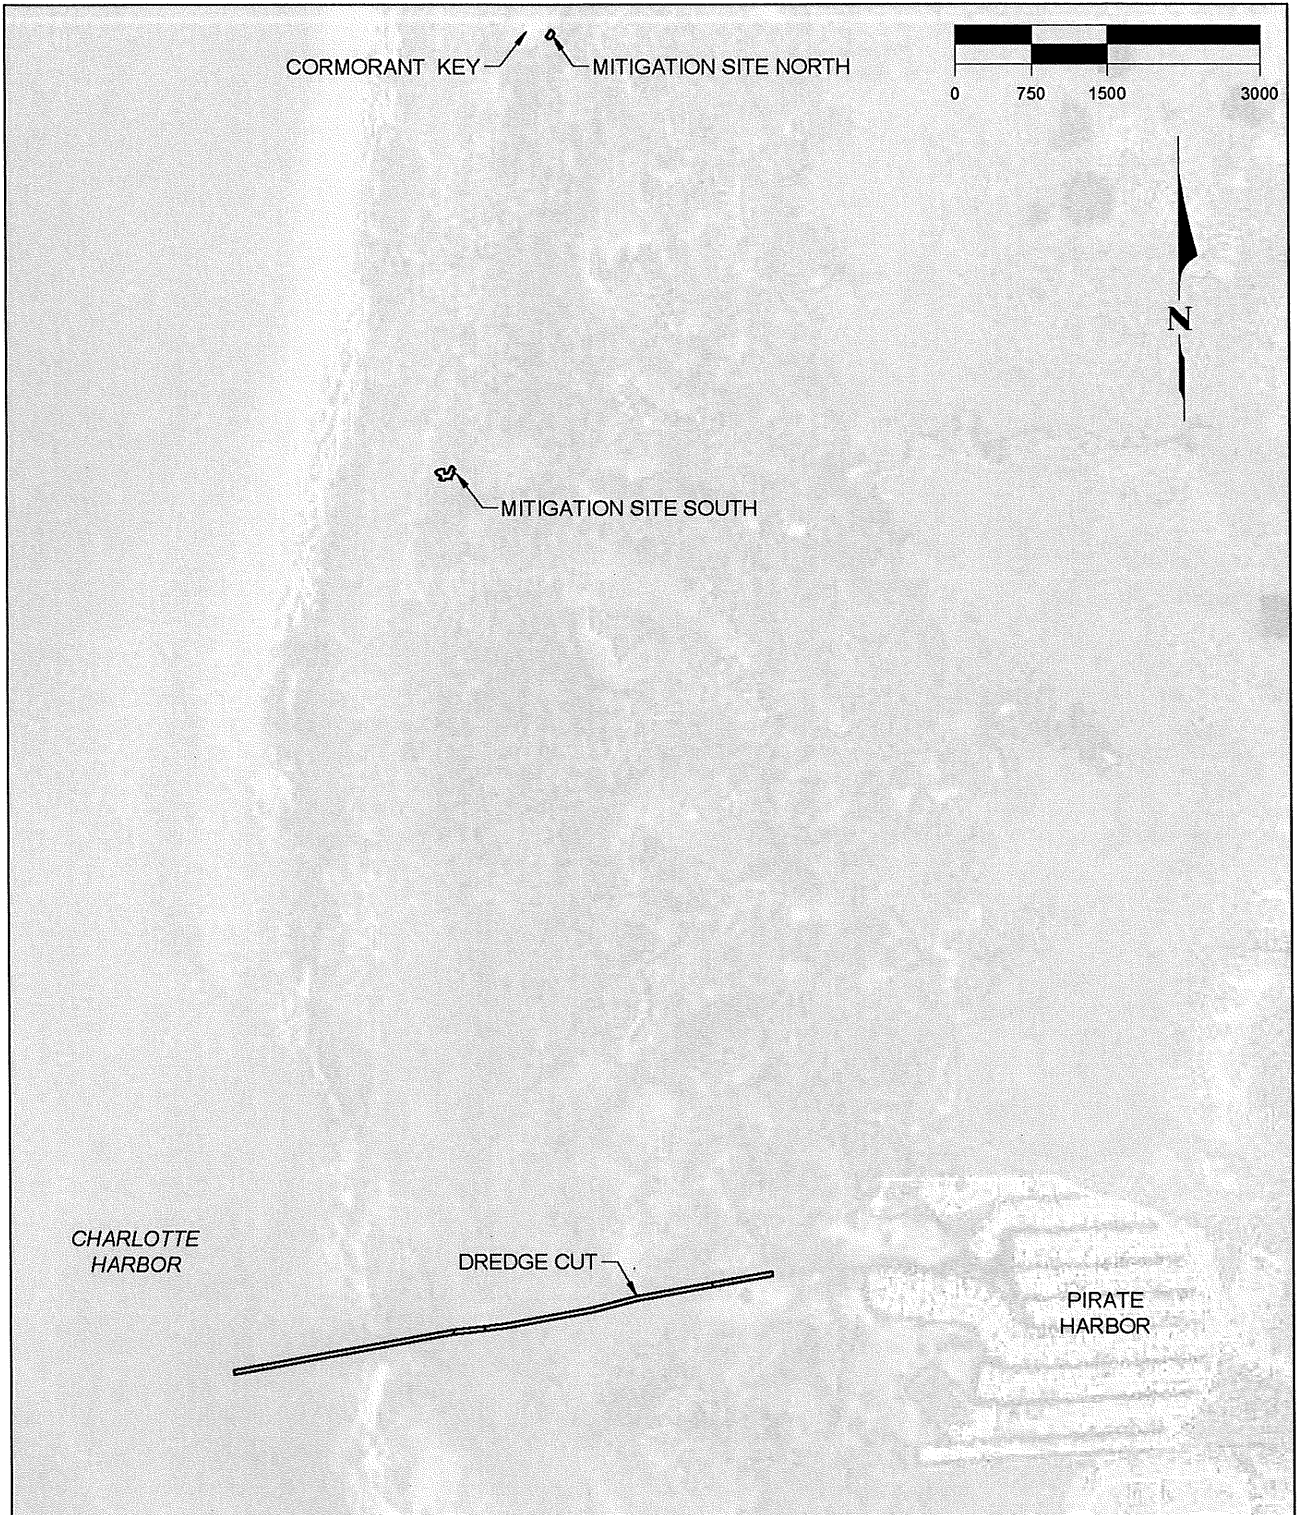 CORMORANT KEY
MITIGATION SITE NORTH
0 750 1500 3000
N
MITIGATION SITE SOUTH
CHARLOTTE
HARBOR
DREDGE CUT
PIRATE
HARBOR